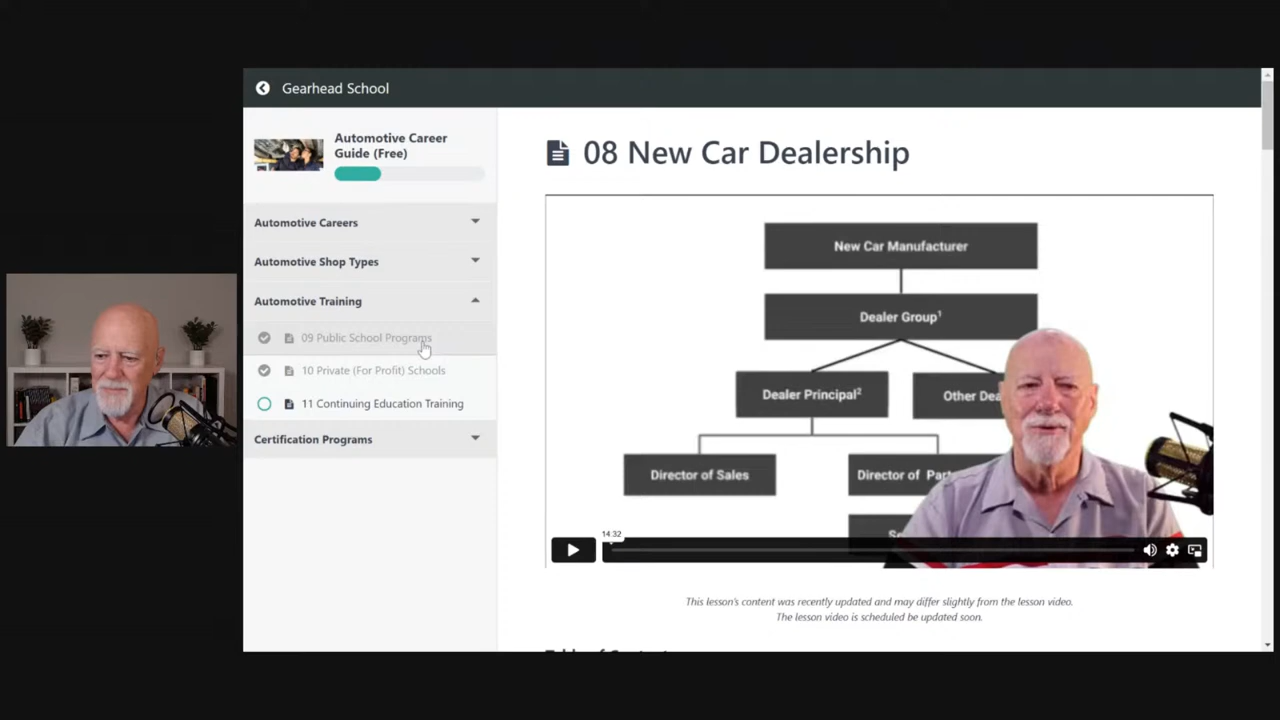 Gearhead School
Automotive Career
Guide (Free)
Automotive Careers
Automotive Shop Types
Automotive Training
09 Public School Programs
10 Private (For Profit) Schools
11 Continuing Education Training
Certification Programs
08 New Car Dealership
New Car Manufacturer
Dealer Group¹
Dealer Principal²
Other
Director of Sales
Director of
14:32
This lesson's content was recently updated and may differ slightly from the lesson video.
The lesson video is scheduled be updated soon.